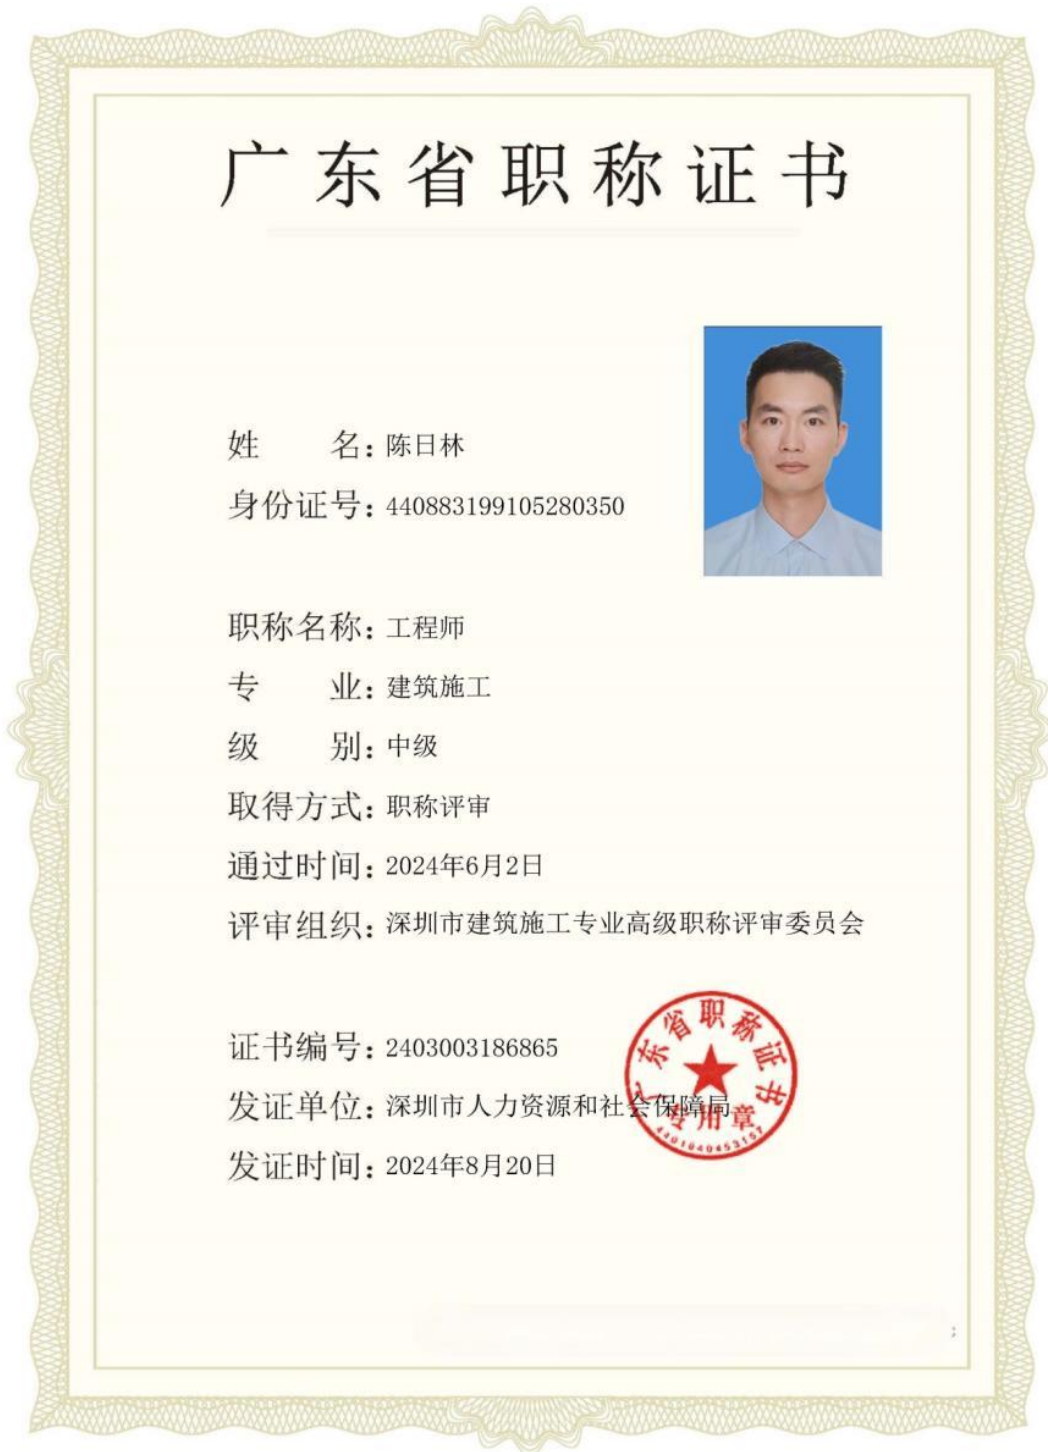 广东省职称证书
姓 名：陈日林
身份证号：440883199105280350
职称名称：工程师
专 业：建筑施工
级 别：中级
取得方式：职称评审
通过时间：2024年6月2日
评审组织：深圳市建筑施工专业高级职称评审委员会
证书编号：2403003186865
发证单位：深圳市人力资源和社会保障局
发证时间：2024年8月20日
广东省职称证书
专用章